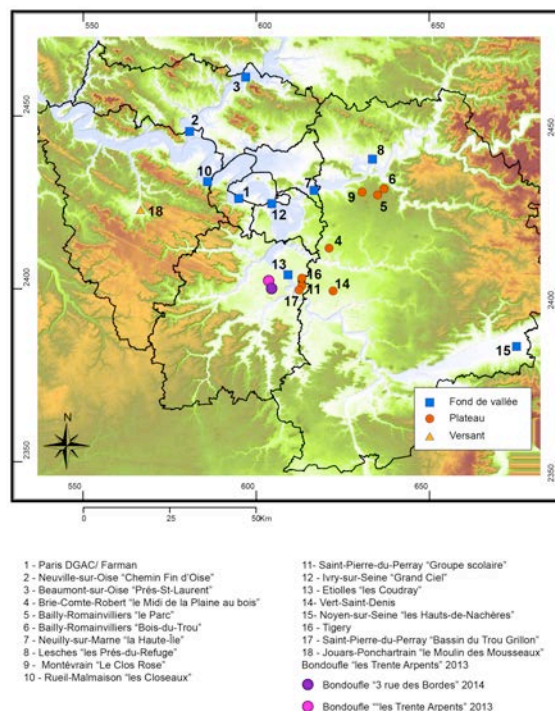 550
600
650
2450
2450
3
2
8
10
6
9
5
7
1
18
12
4
13
16
2400
2400
17
11
14
15
Fond de vallée
Plateau
Versant
N
2350
2350
550
600
650
0
25
50Km
1 - Paris DGAC/ Farman
2 - Neuville-sur-Oise "Chemin Fin d'Oise"
3 - Beaumont-sur-Oise "Prés-St-Laurent"
4 - Brie-Comte-Robert "le Midi de la Plaine au bois"
5 - Bailly-Romainvilliers "le Parc"
6 - Bailly-Romainvilliers "Bois-du-Trou"
7 - Neuilly-sur-Marne "la Haute-Île"
8 - Lesches "les Prés-du-Refuge"
9 - Montévrain "Le Clos Rose"
10 - Rueil-Malmaison "les Closeaux"
11- Saint-Pierre-du-Perray "Groupe scolaire"
12 - Ivry-sur-Seine "Grand Ciel"
13 - Etiolles "les Coudray"
14- Vert-Saint-Denis
15- Noyen-sur-Seine "les Hauts-de-Nachères"
16 - Tigery
17 - Saint-Pierre-du-Perray "Bassin du Trou Grillon"
18 - Jouars-Ponchartrain "le Moulin des Mousseaux"
Bondoufle "les Trente Arpents" 2013
Bondoufle "3 rue des Bordes" 2014
Bondoufle ""les Trente Arpents" 2013